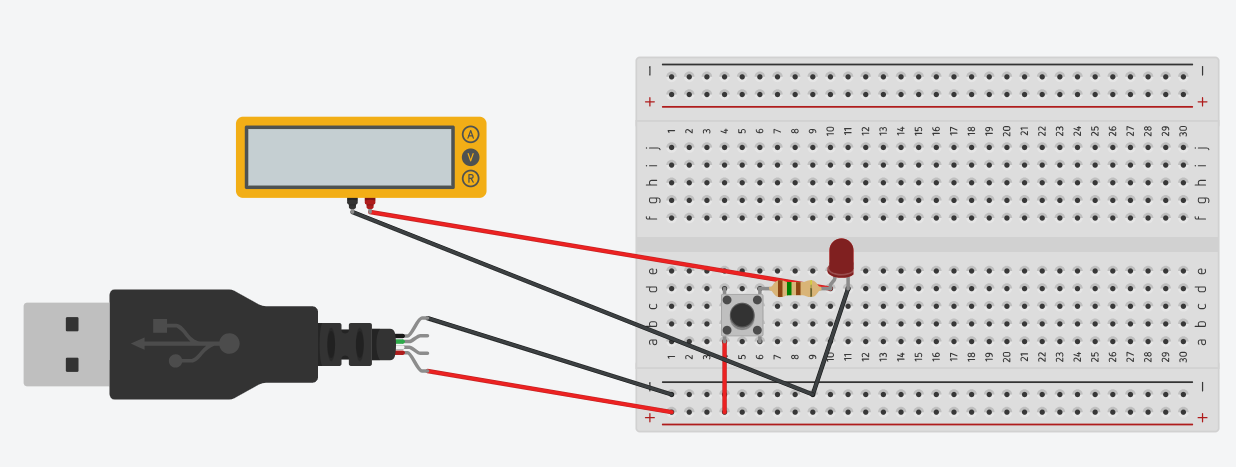 − −
+ +
1 2 3 4 5 6 7 8 9 10 11 12 13 14 15 16 17 18 19 20 21 22 23 24 25 26 27 28 29 30
A
V
R
j j
i i
h h
g g
f f
e e
d d
c c
b b
a a
1 2 3 4 5 6 7 8 9 10 11 12 13 14 15 16 17 18 19 20 21 22 23 24 25 26 27 28 29 30
− −
+ +